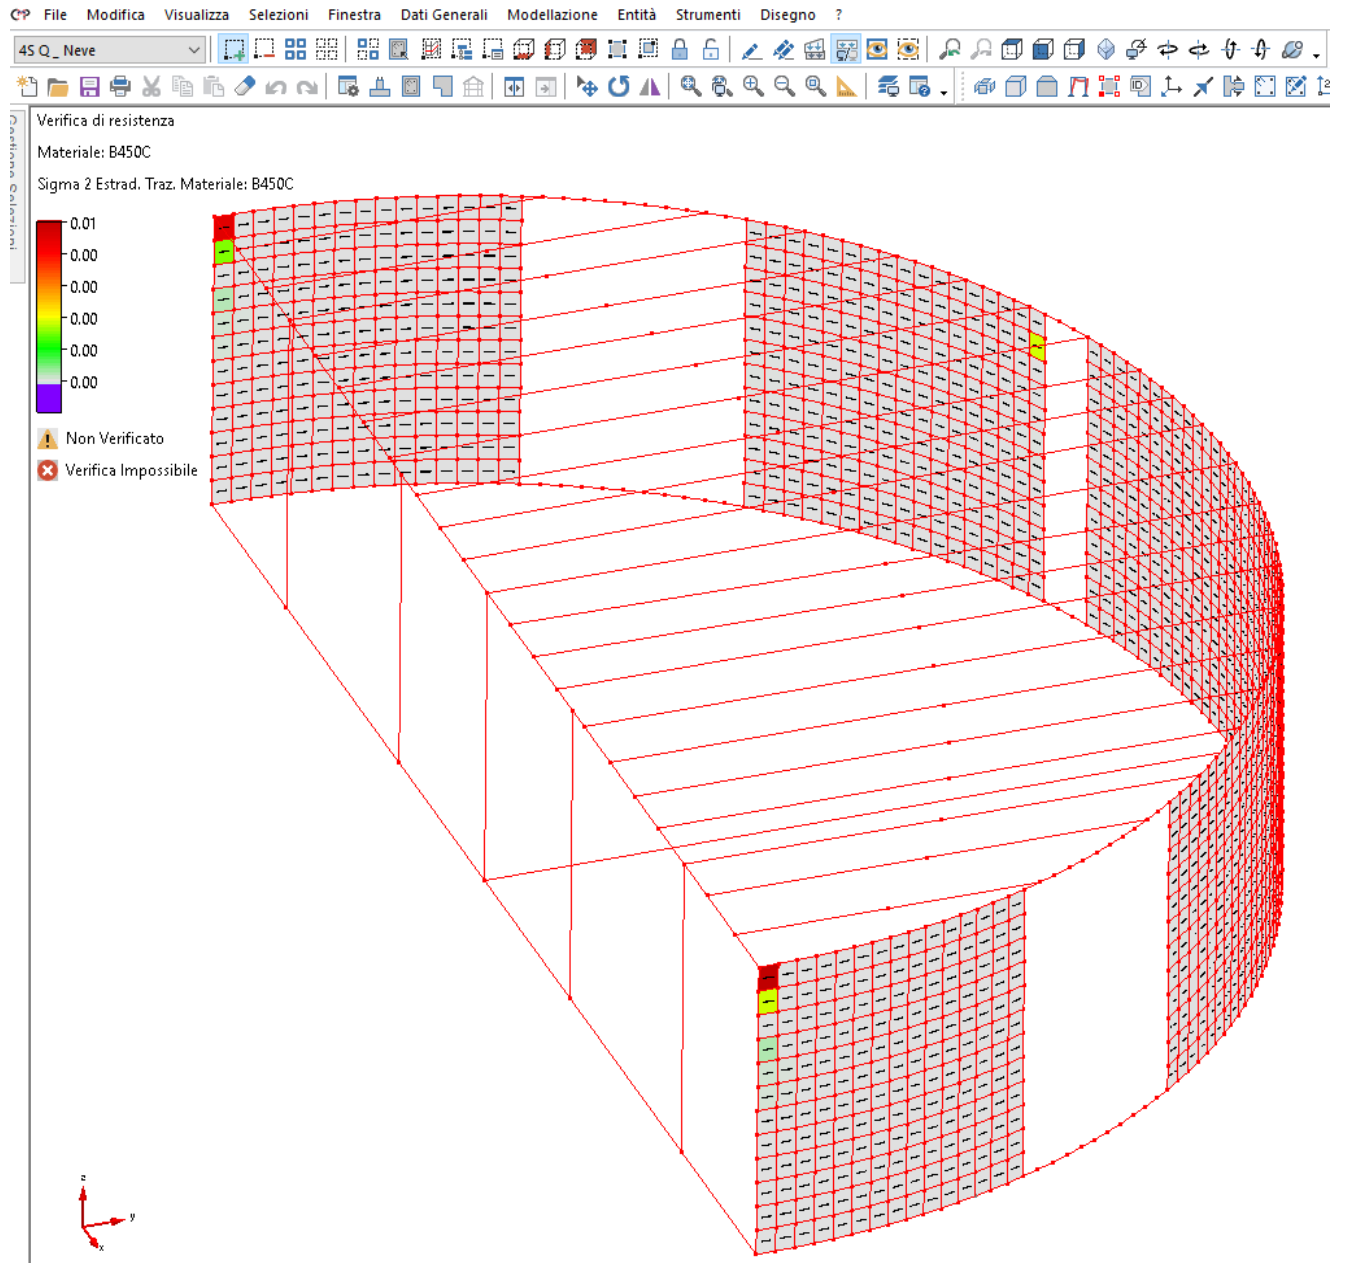 File Modifica Visualizza Selezioni Finestra Dati Generali Modellazione Entità Strumenti Disegno ?
4S Q_ Neve
Verifica di resistenza
Materiale: B450C
Sigma 2 Estrad. Traz. Materiale: B450C
0.01
0.00
0.00
0.00
0.00
0.00
Non Verificato
Verifica Impossibile
z
y
x